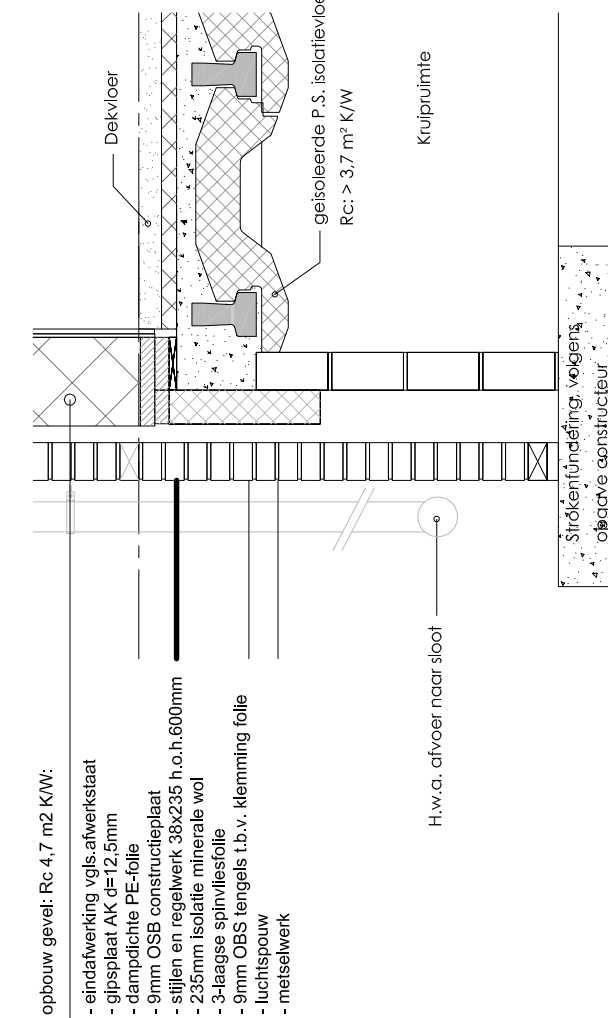 Dekvloer
geisoleerde P.S. isolatievloe
Rc: > 3,7 m² K/W
Kruipruimte
Strokenfundering volgens
opgave constructeur
H.w.a. afvoer naar sloot
opbouw gevel: Rc 4,7 m2 K/W:
- eindafwerking vgls.afwerkstaat
- gipsplaat AK d=12,5mm
- dampdichte PE-folie
- 9mm OSB constructieplaat
- stijlen en regelwerk 38x235 h.o.h.600mm
- 235mm isolatie minerale wol
- 3-laagse spinvliesfolie
- 9mm OBS tengels t.b.v. klemming folie
- luchtspouw
- metselwerk